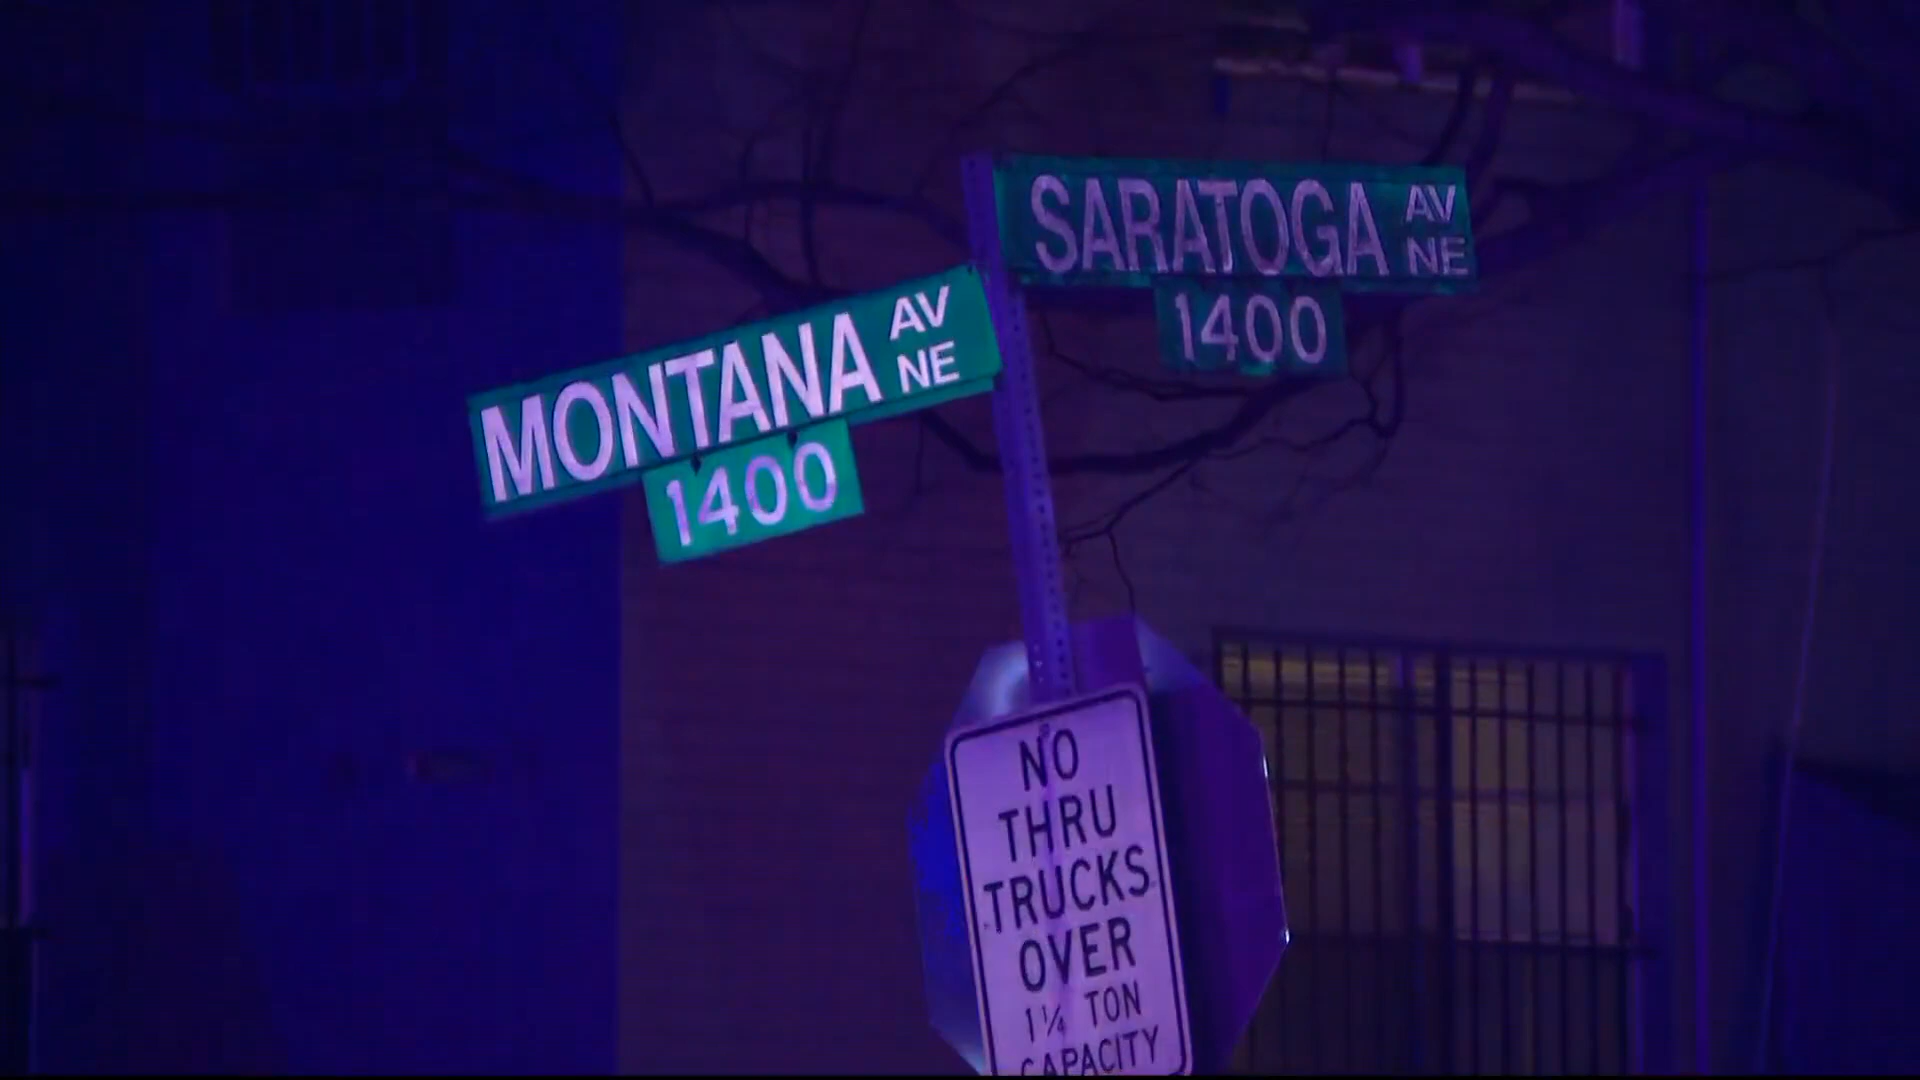 SARATOGA AV NE
1400
MONTANA AV NE
1400
NO
THRU
TRUCKS
OVER
1¼ TON
CAPACITY